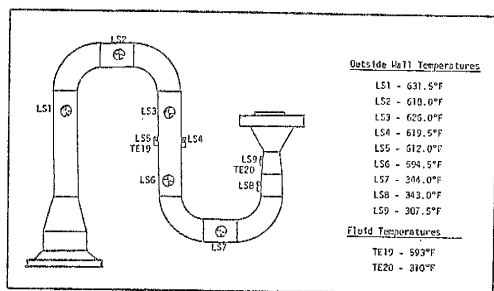 LS2
LS1
LS3
LS5
TE19
LS4
LS6
LS9
TE20
LS8
LS7
Outside Wall Temperatures
LS1 - 631.5°F
LS2 - 618.0°F
LS3 - 626.0°F
LS4 - 619.5°F
LS5 - 612.0°F
LS6 - 594.5°F
LS7 - 344.0°F
LS8 - 343.0°F
LS9 - 307.5°F
Fluid Temperatures
TE19 - 593°F
TE20 - 310°F